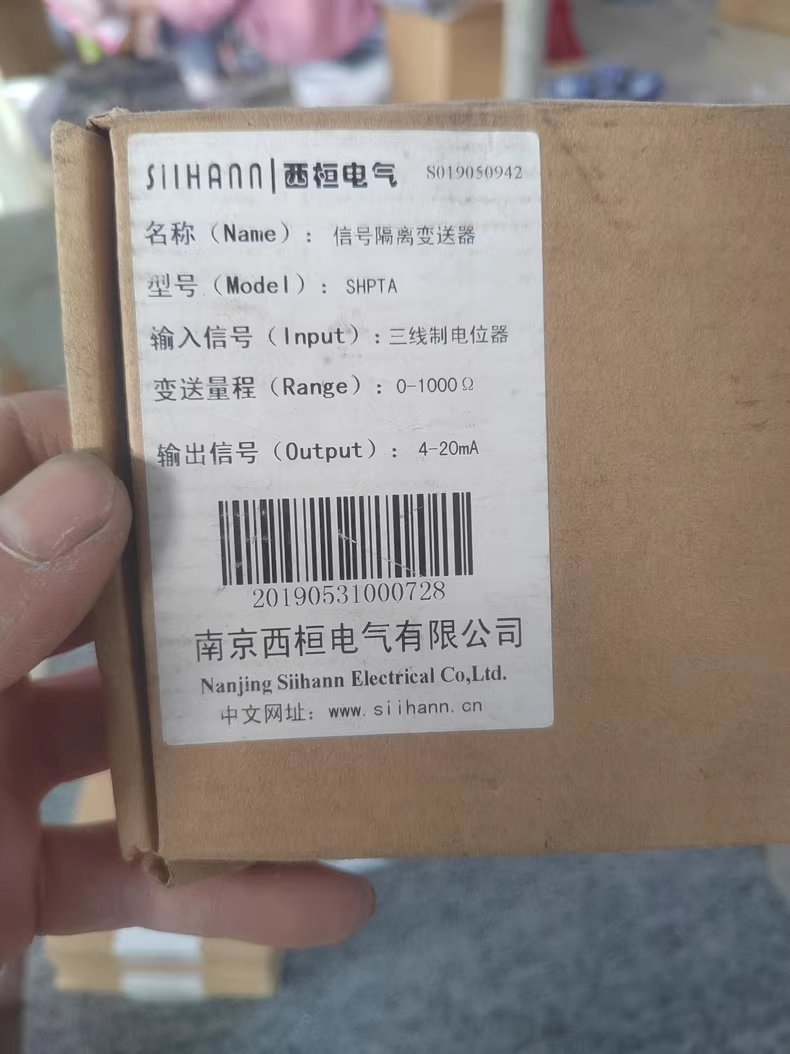 SIIHANN|西桓电气 S019050942
名称（Name）： 信号隔离变送器
型号（Model）： SHPTA
输入信号（Input）：三线制电位器
变送量程（Range）：0-1000Ω
输出信号（Output）： 4-20mA
20190531000728
南京西桓电气有限公司
Nanjing Siihann Electrical Co,Ltd.
中文网址：www.siihann.cn